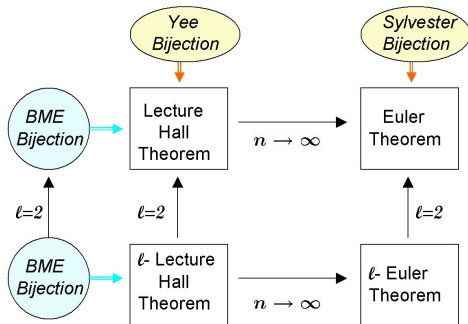 Yee
Bijection
Sylvester
Bijection
BME
Bijection
Lecture
Hall
Theorem
n → ∞
Euler
Theorem
ℓ=2
ℓ=2
ℓ=2
BME
Bijection
ℓ- Lecture
Hall
Theorem
n → ∞
ℓ- Euler
Theorem